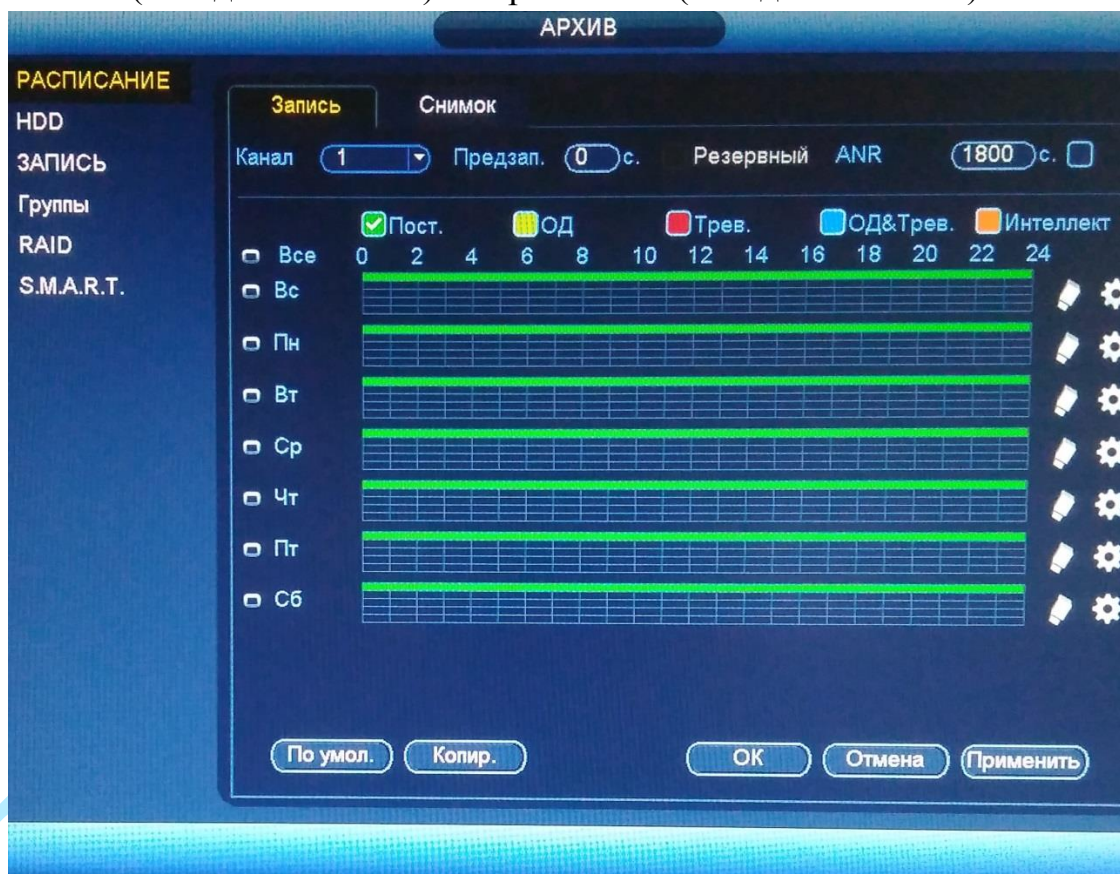 АРХИВ
РАСПИСАНИЕ
HDD
ЗАПИСЬ
Группы
RAID
S.M.A.R.T.
Запись Снимок
Канал 1 Предзап. 0 с. Резервный ANR 1800 с.
Пост. ОД Трев. ОД&Трев. Интеллект
Все 0 2 4 6 8 10 12 14 16 18 20 22 24
Вс
Пн
Вт
Ср
Чт
Пт
Сб
По умол. Копир. ОК Отмена Применить